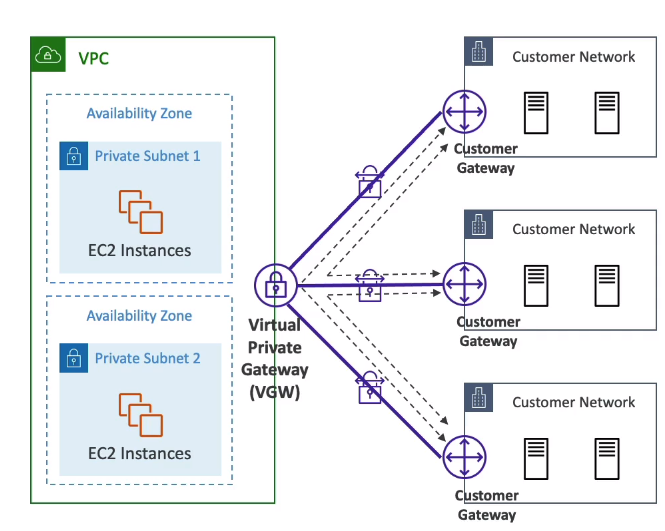 VPC
Availability Zone
Private Subnet 1
EC2 Instances
Availability Zone
Private Subnet 2
EC2 Instances
Virtual
Private
Gateway
(VGW)
Customer Network
Customer
Gateway
Customer Network
Customer
Gateway
Customer Network
Customer
Gateway